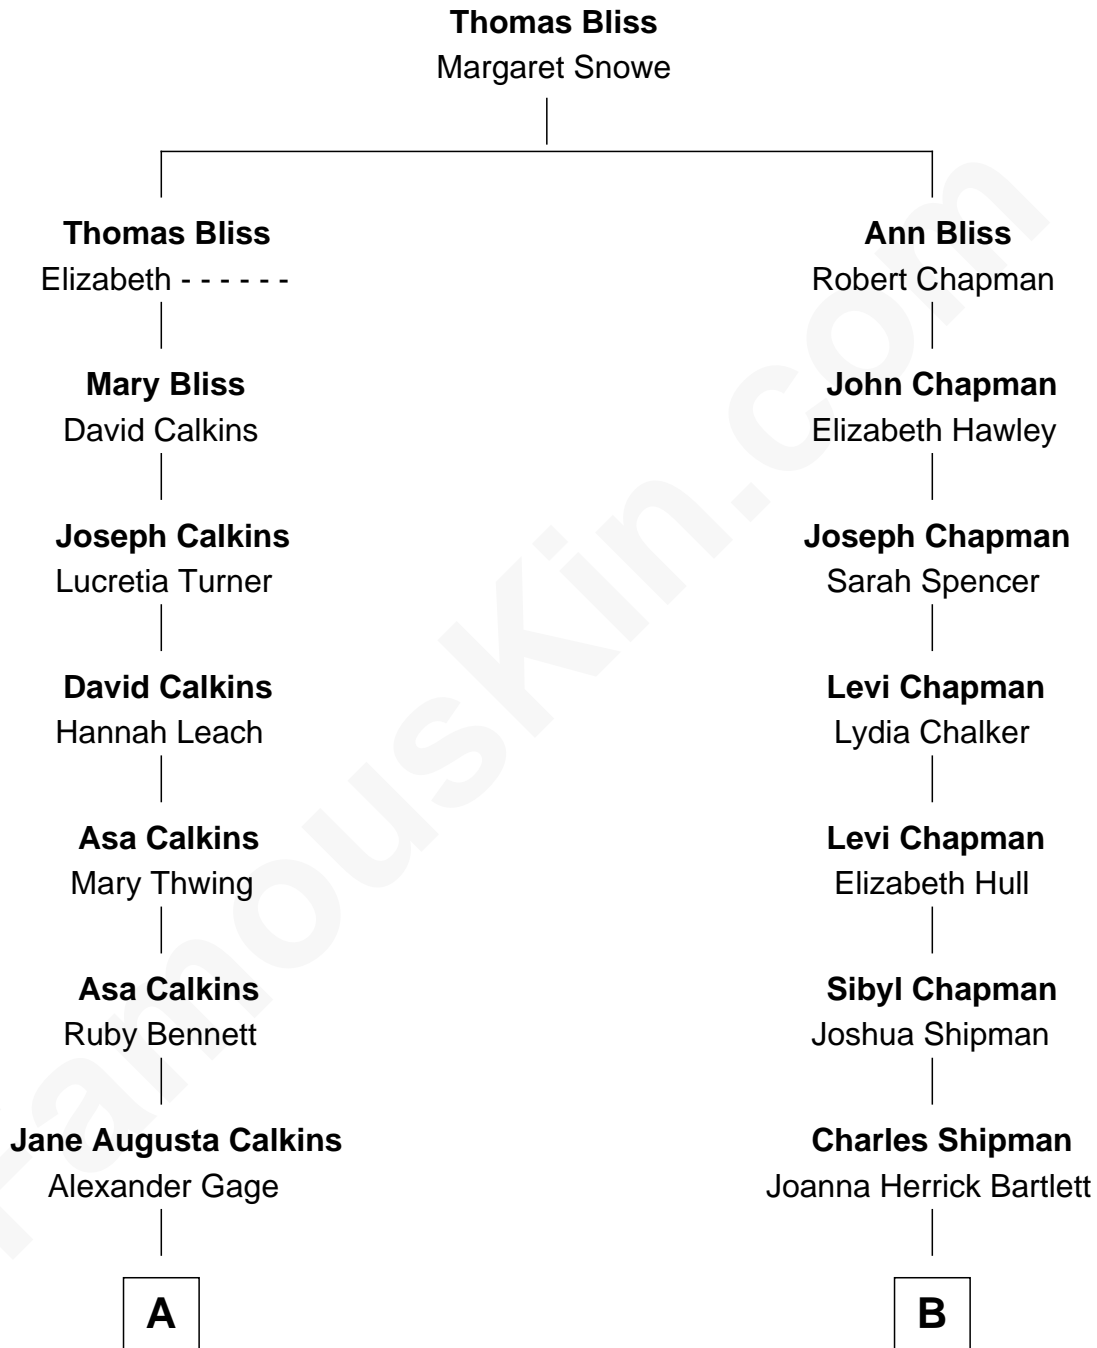 Thomas Bliss
Margaret Snowe
Thomas Bliss
Elizabeth - - - - - -
Ann Bliss
Robert Chapman
Mary Bliss
David Calkins
John Chapman
Elizabeth Hawley
Joseph Calkins
Lucretia Turner
Joseph Chapman
Sarah Spencer
David Calkins
Hannah Leach
Levi Chapman
Lydia Chalker
Asa Calkins
Mary Thwing
Levi Chapman
Elizabeth Hull
Asa Calkins
Ruby Bennett
Sibyl Chapman
Joshua Shipman
Jane Augusta Calkins
Alexander Gage
Charles Shipman
Joanna Herrick Bartlett
A
B
FamousKin.com